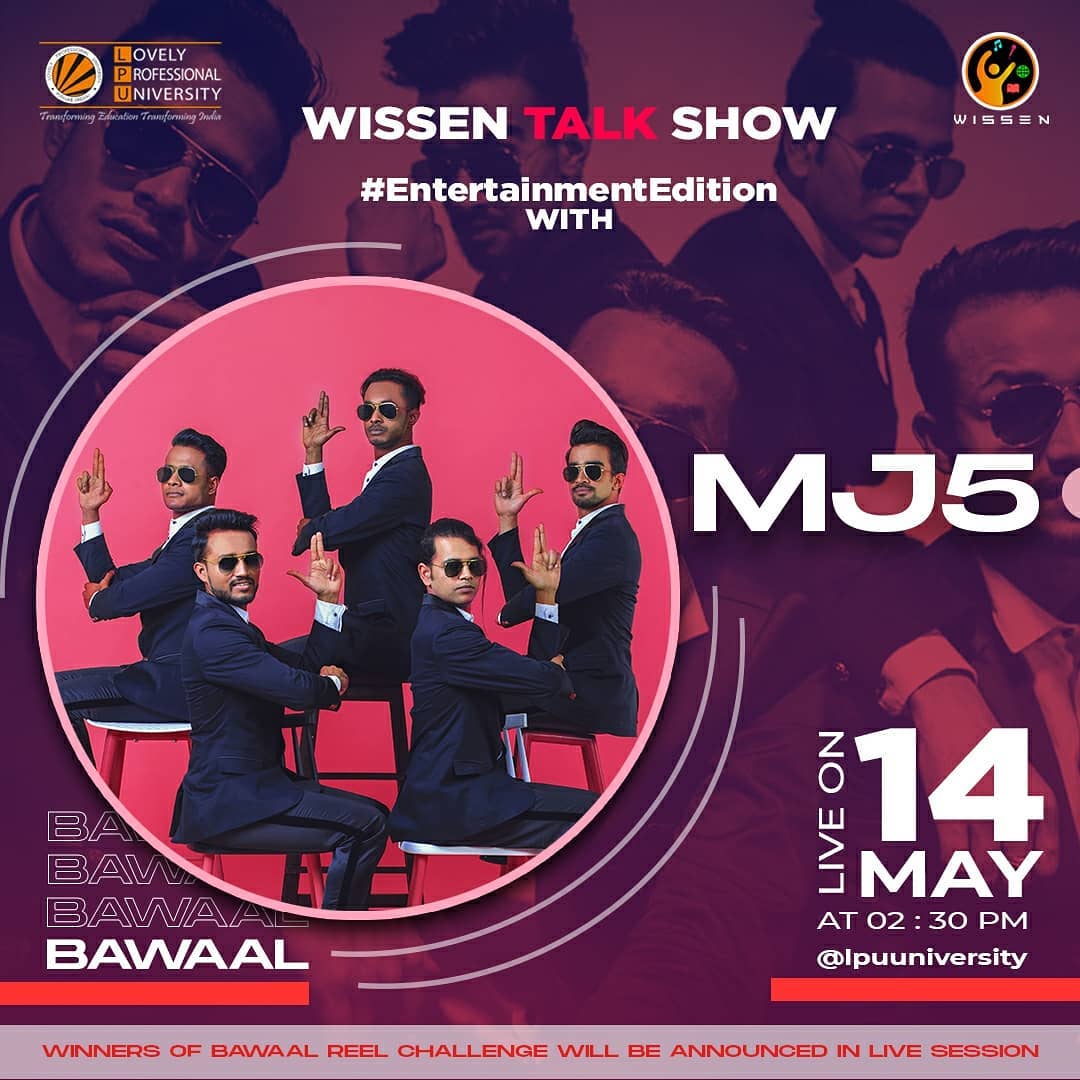 LOVELY
PROFESSIONAL
UNIVERSITY
Transforming Education Transforming India
WISSEN
WISSEN TALK SHOW
#EntertainmentEdition
WITH
MJ5
BAWAAL
BAWAAL
LIVE ON
14
MAY
AT 02 : 30 PM
@lpuuniversity
WINNERS OF BAWAAL REEL CHALLENGE WILL BE ANNOUNCED IN LIVE SESSION